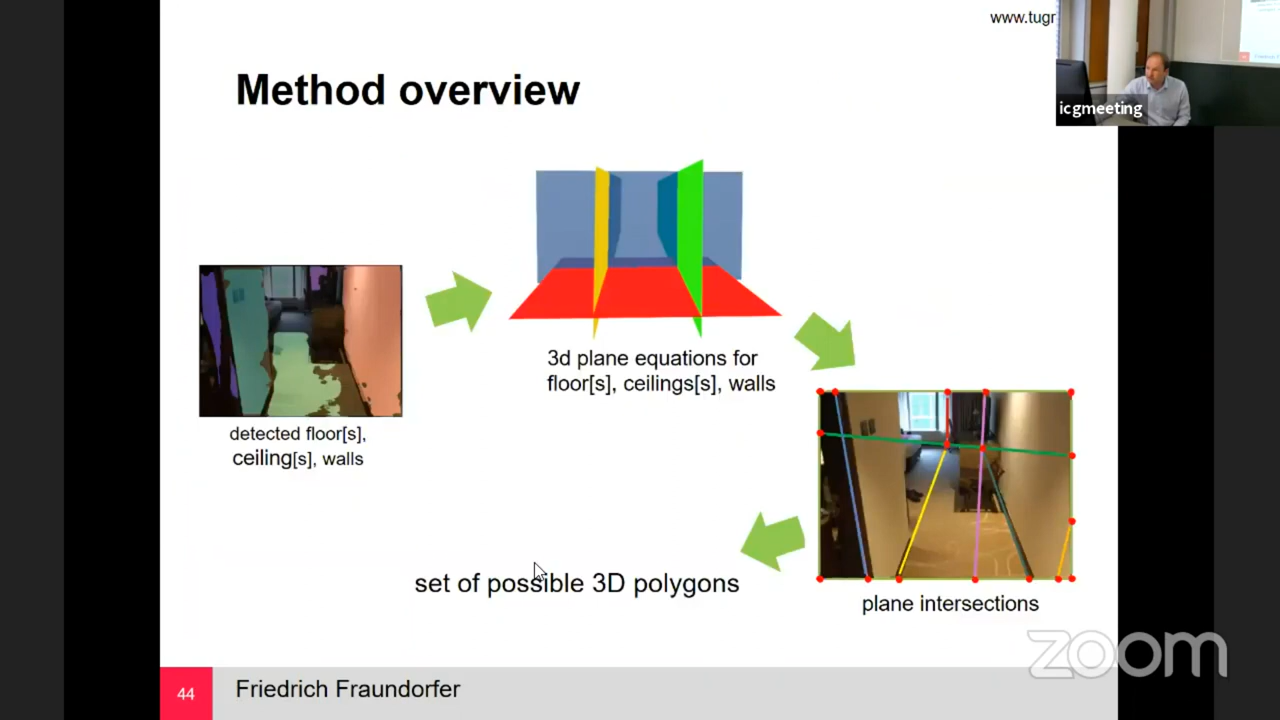 www.tugr
Method overview
icgmeeting
3d plane equations for
floor[s], ceilings[s], walls
detected floor[s],
ceiling[s], walls
set of possible 3D polygons
plane intersections
zoom
44
Friedrich Fraundorfer